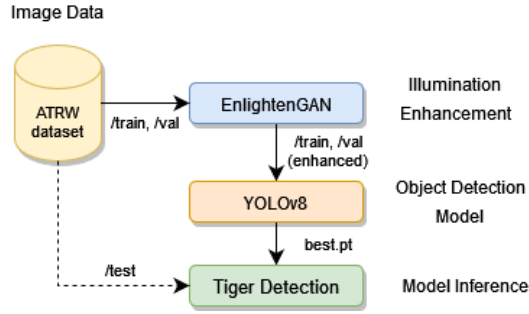 Image Data
ATRW
dataset
/train, /val
EnlightenGAN
Illumination
Enhancement
/train, /val
(enhanced)
YOLOv8
Object Detection
Model
best.pt
/test
Tiger Detection
Model Inference